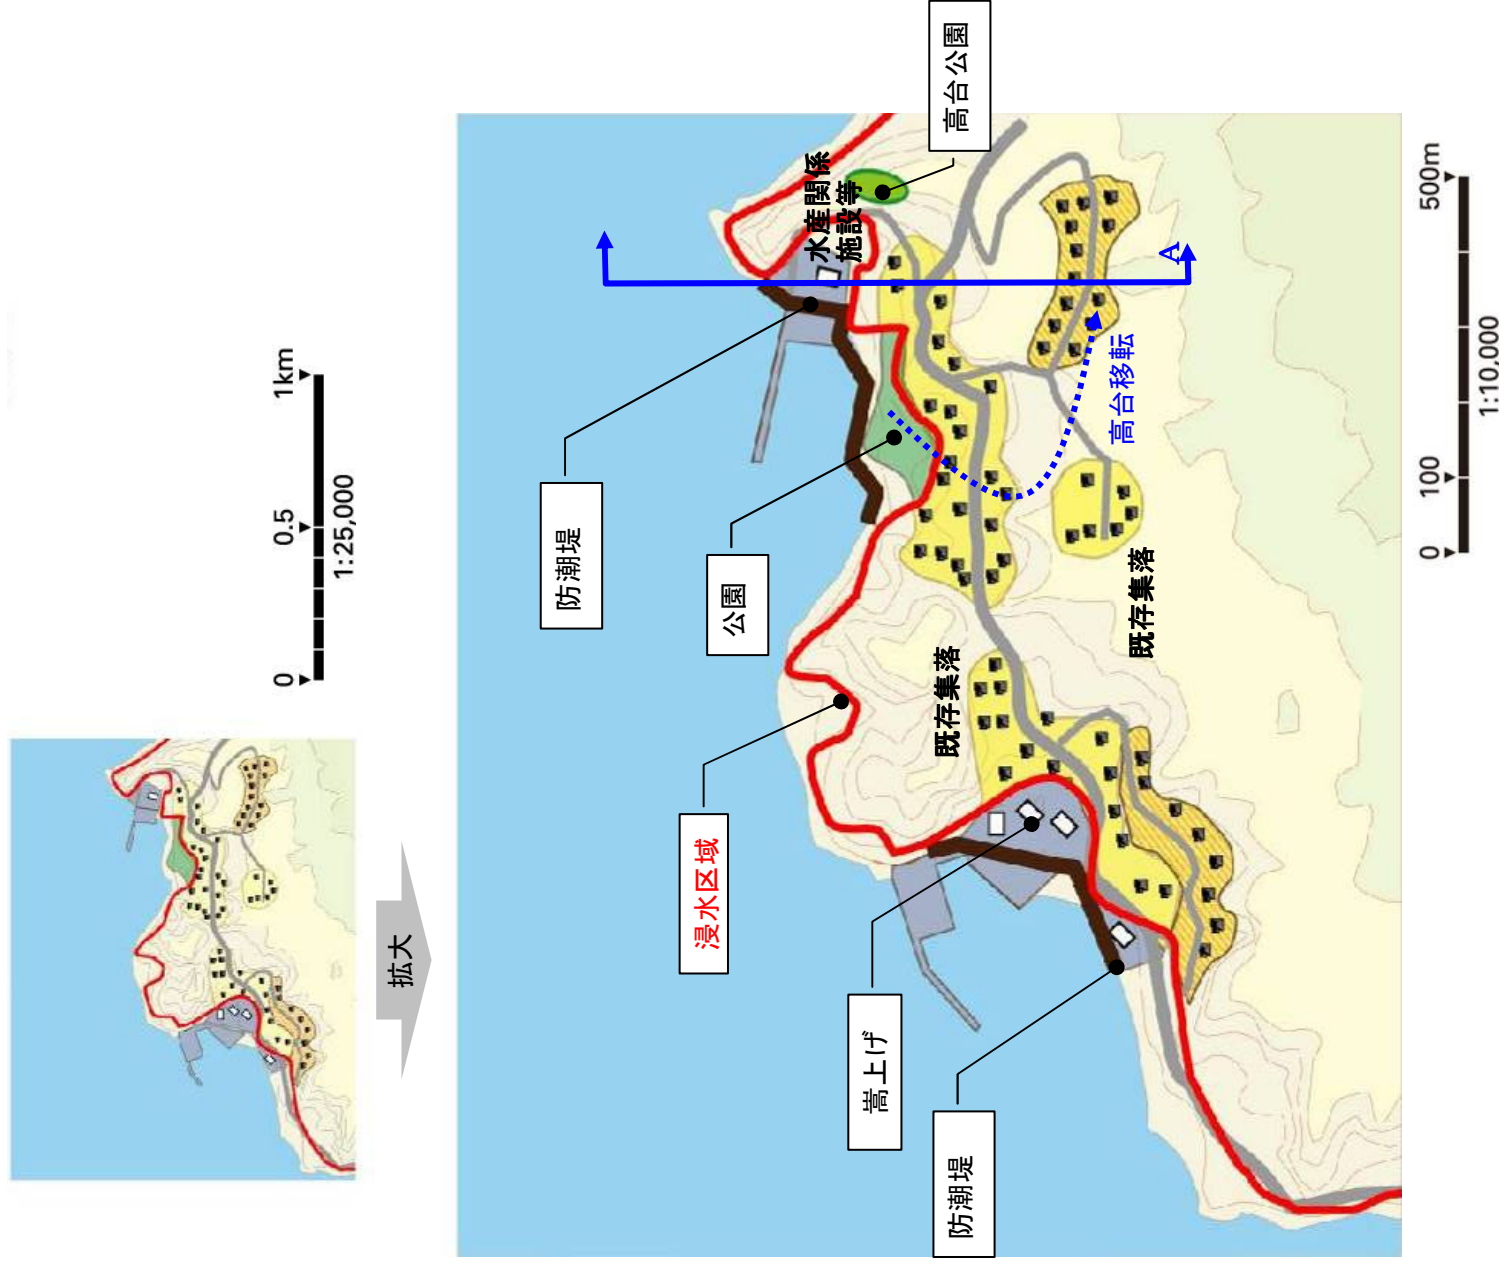 0
0.5
1km
1:25,000
拡大
防潮堤
公園
浸水区域
嵩上げ
防潮堤
高台公園
水産関係
施設等
A
高台移転
既存集落
既存集落
0
100
500m
1:10,000